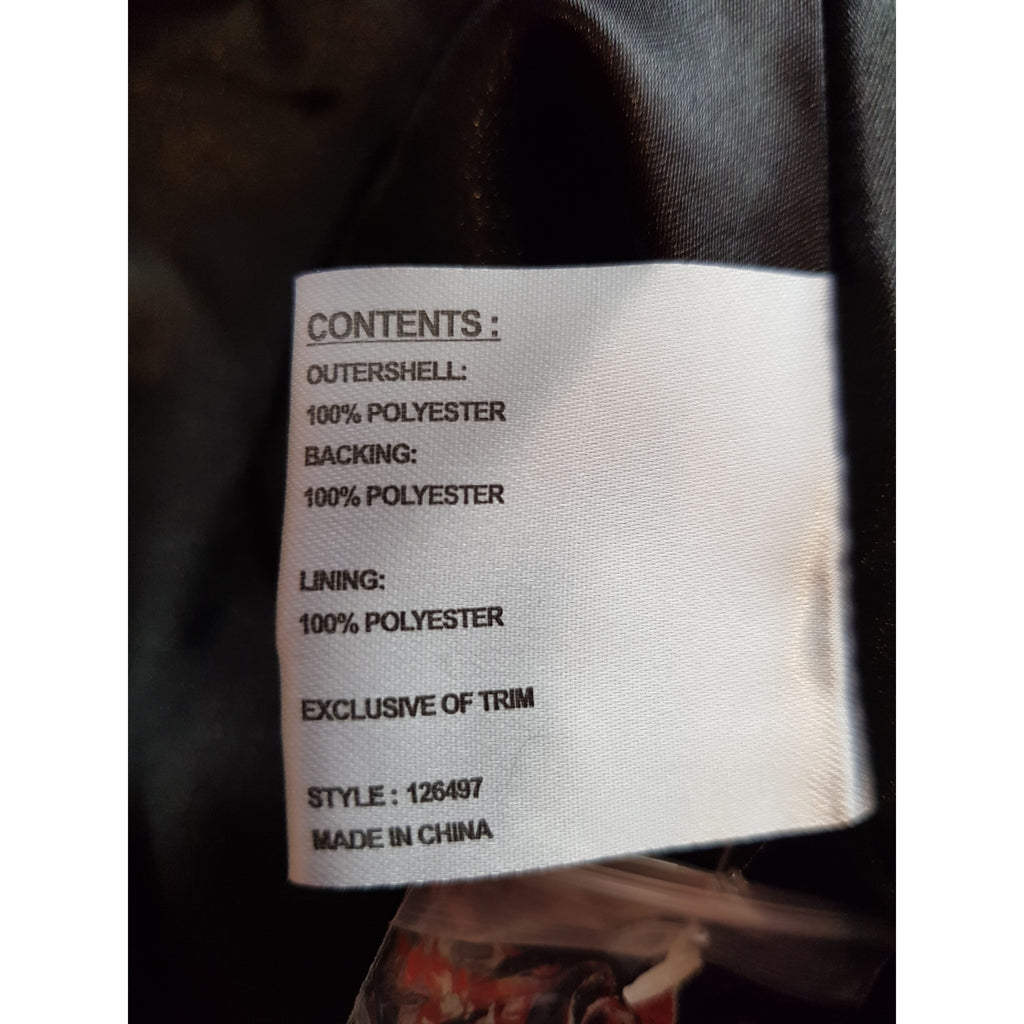 CONTENTS :
OUTERSHELL:
100% POLYESTER
BACKING:
100% POLYESTER
LINING:
100% POLYESTER
EXCLUSIVE OF TRIM
STYLE : 126497
MADE IN CHINA